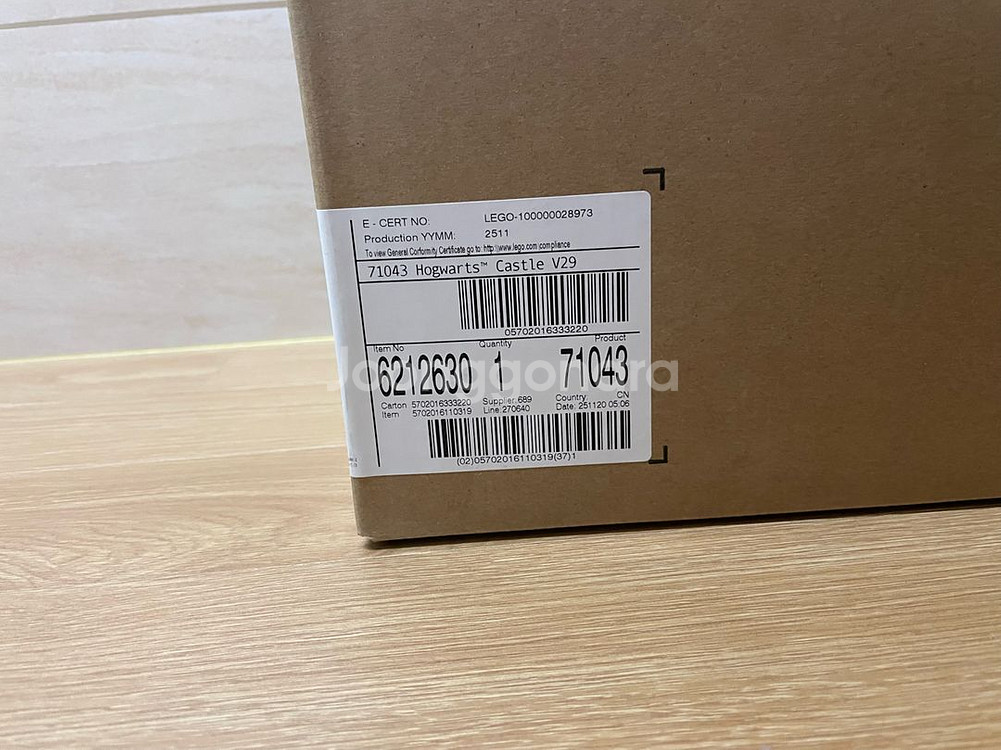 E - CERT NO: LEGO-100000028973
Production YYMM: 2511
To view General Conformity Certificate go to: http://www.lego.com/compliance
71043 Hogwarts™ Castle V29
05702016333220
Item No Quantity Product
6212630 1 71043
Carton 5702016333220 Supplier: 689 Country CN
Item 5702016110319 Line: 270640 Date: 251120 05:06
(02)05702016110319(37)1
Joonggonara